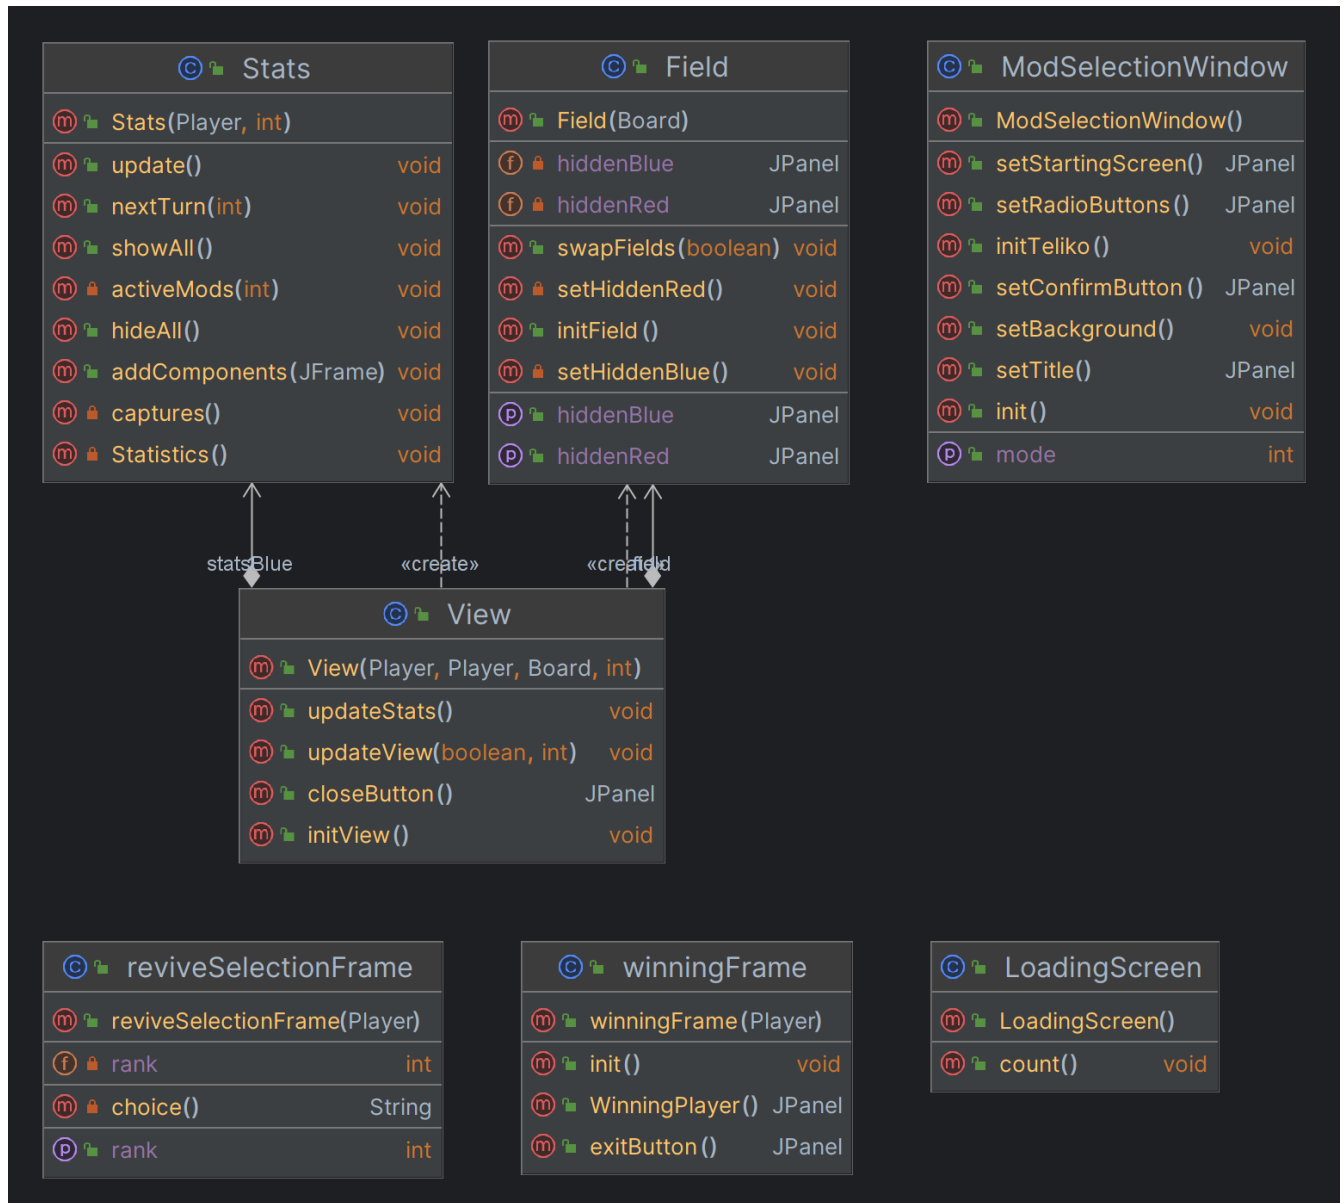 Stats
Stats(Player, int)
update() void
nextTurn(int) void
showAll() void
activeMods(int) void
hideAll() void
addComponents(JFrame) void
captures() void
Statistics() void
Field
Field(Board)
hiddenBlue JPanel
hiddenRed JPanel
swapFields(boolean) void
setHiddenRed() void
initField() void
setHiddenBlue() void
hiddenBlue JPanel
hiddenRed JPanel
ModSelectionWindow
ModSelectionWindow()
setStartingScreen() JPanel
setRadioButtons() JPanel
initTeliko() void
setConfirmButton() JPanel
setBackground() void
setTitle() JPanel
init() void
mode int
statsBlue
«create»
«create»
field
View
View(Player, Player, Board, int)
updateStats() void
updateView(boolean, int) void
closeButton() JPanel
initView() void
reviveSelectionFrame
reviveSelectionFrame(Player)
rank int
choice() String
rank int
winningFrame
winningFrame(Player)
init() void
WinningPlayer() JPanel
exitButton() JPanel
LoadingScreen
LoadingScreen()
count() void